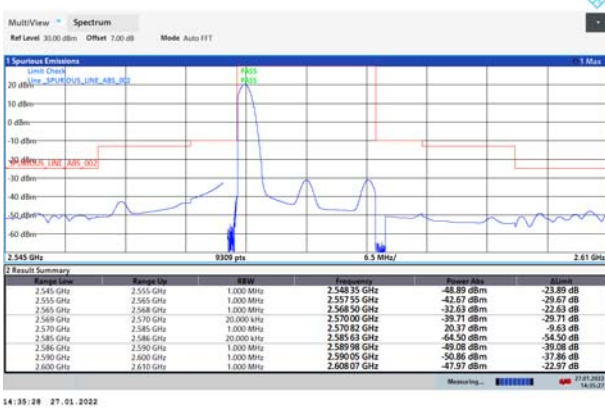 MultiView Spectrum
Ref Level 30.00 dBm Offset 7.00 dB Mode Auto FFT
1 Spurious Emissions 1 Max
Limit Check PASS
Line _SPURIOUS_LINE_ABS_002 PASS
20 dBm
0 dBm
-10 dBm
-20 dBm
_SPURIOUS_LINE_ABS_002
-30 dBm
-40 dBm
-50 dBm
-60 dBm
2.545 GHz 9309 pts 6.5 MHz/ 2.61 GHz
2 Result Summary
Range Low Range Up RBW Frequency Power Abs ΔLimit
2.545 GHz 2.555 GHz 1.000 MHz 2.548 35 GHz -48.89 dBm -23.89 dB
2.555 GHz 2.565 GHz 1.000 MHz 2.557 55 GHz -42.67 dBm -29.67 dB
2.565 GHz 2.568 GHz 1.000 MHz 2.568 50 GHz -32.63 dBm -22.63 dB
2.569 GHz 2.570 GHz 20.000 kHz 2.570 00 GHz -39.71 dBm -29.71 dB
2.570 GHz 2.585 GHz 1.000 MHz 2.570 82 GHz 20.37 dBm -9.63 dB
2.585 GHz 2.586 GHz 20.000 kHz 2.585 63 GHz -64.50 dBm -54.50 dB
2.586 GHz 2.590 GHz 1.000 MHz 2.589 98 GHz -49.08 dBm -39.08 dB
2.590 GHz 2.600 GHz 1.000 MHz 2.590 05 GHz -50.86 dBm -37.86 dB
2.600 GHz 2.610 GHz 1.000 MHz 2.608 07 GHz -47.97 dBm -22.97 dB
Measuring... 27.01.2022
14:35:27
14:35:28 27.01.2022